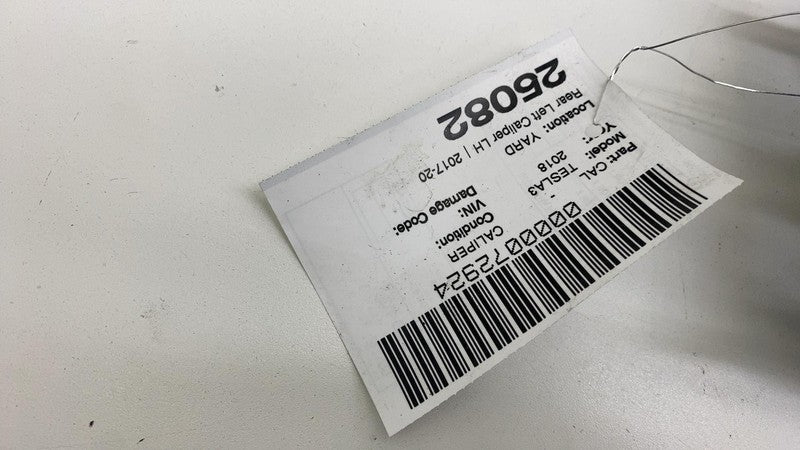 0000072924
Part: CAL - CALIPER
Model: TESLA3 Condition:
2018 VIN:
Location: YARD Damage Code:
Rear Left Caliper LH | 2017-20
25082